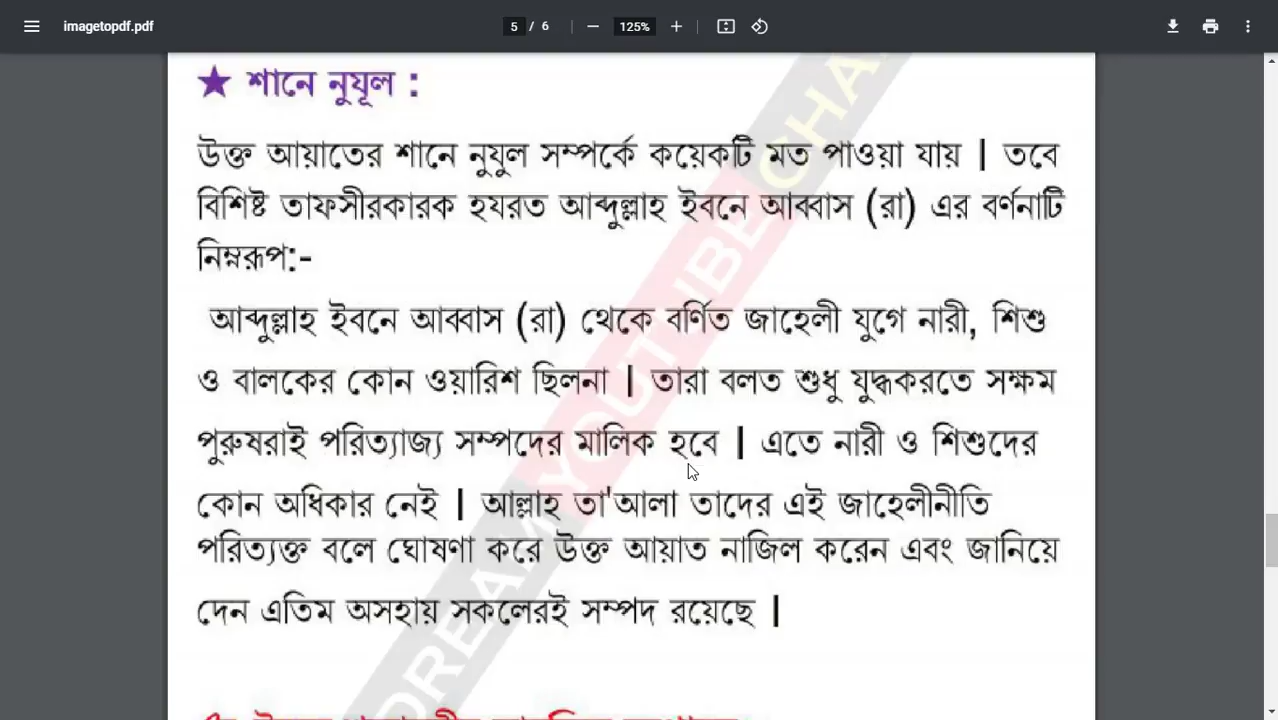 imagetopdf.pdf
5 / 6
125%
★ শানে নুযূল :
উক্ত আয়াতের শানে নুযুল সম্পর্কে কয়েকটি মত পাওয়া যায় | তবে
বিশিষ্ট তাফসীরকারক হযরত আব্দুল্লাহ ইবনে আব্বাস (রা) এর বর্ণনাটি
নিম্নরূপ:-
আব্দুল্লাহ ইবনে আব্বাস (রা) থেকে বর্ণিত জাহেলী যুগে নারী, শিশু
ও বালকের কোন ওয়ারিশ ছিলনা | তারা বলত শুধু যুদ্ধকরতে সক্ষম
পুরুষরাই পরিত্যাজ্য সম্পদের মালিক হবে | এতে নারী ও শিশুদের
কোন অধিকার নেই | আল্লাহ তা'আলা তাদের এই জাহেলীনীতি
পরিত্যক্ত বলে ঘোষণা করে উক্ত আয়াত নাজিল করেন এবং জানিয়ে
দেন এতিম অসহায় সকলেরই সম্পদ রয়েছে |
DREAM YOUTUBE CHA